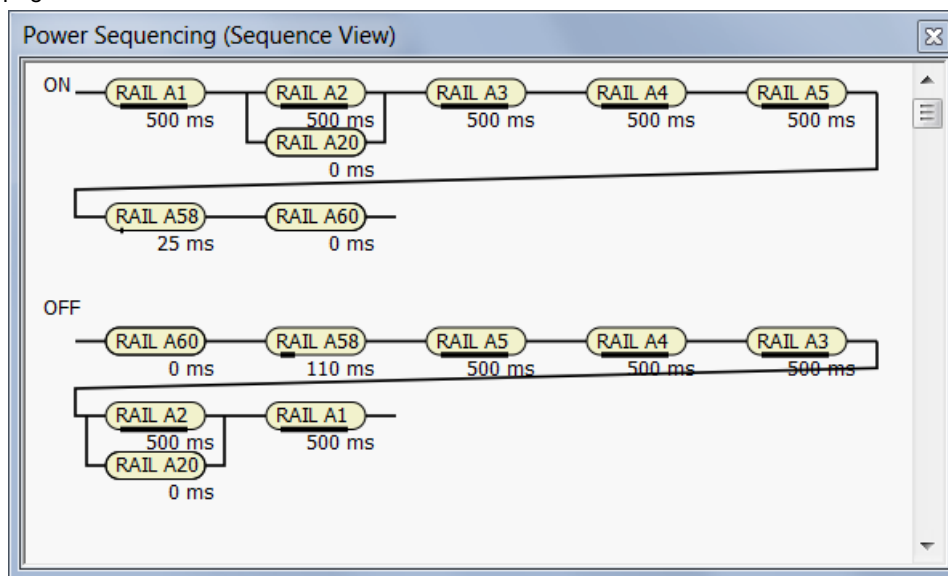 Power Sequencing (Sequence View)
ON RAIL A1 RAIL A2 RAIL A3 RAIL A4 RAIL A5
500 ms 500 ms 500 ms 500 ms 500 ms
RAIL A20
0 ms
RAIL A58 RAIL A60
25 ms 0 ms
OFF
RAIL A60 RAIL A58 RAIL A5 RAIL A4 RAIL A3
0 ms 110 ms 500 ms 500 ms 500 ms
RAIL A2 RAIL A1
500 ms 500 ms
RAIL A20
0 ms